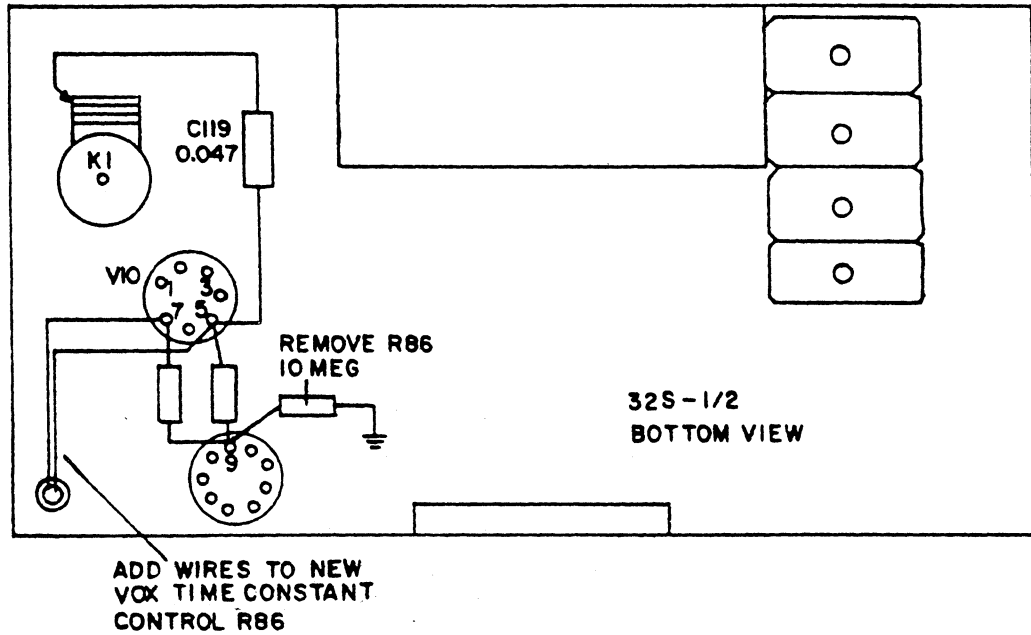 C119
0.047
K1
V10
1
3
7
5
REMOVE R86
10 MEG
32S-1/2
BOTTOM VIEW
9
ADD WIRES TO NEW
VOX TIME CONSTANT
CONTROL R86